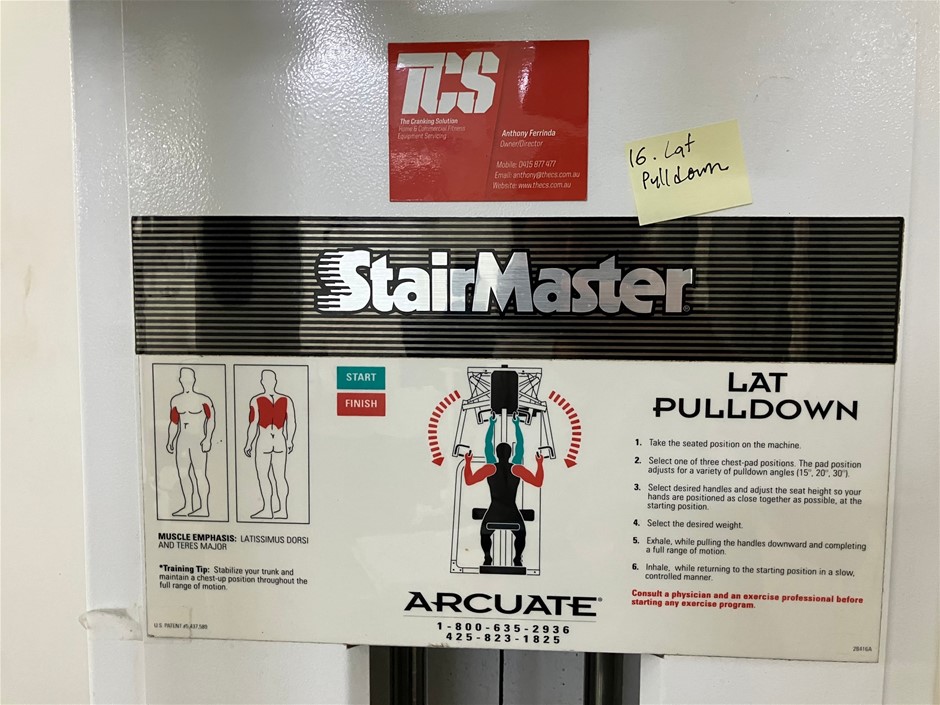 TCS
The Cranking Solution
Home & Commercial Fitness
Equipment Servicing
Anthony Ferrinda
Owner/Director
Mobile: 0415 877 477
Email: anthony@thecs.com.au
Website: www.thecs.com.au
16. Lat
Pulldown
StairMaster
START
FINISH
MUSCLE EMPHASIS: LATISSIMUS DORSI
AND TERES MAJOR
*Training Tip: Stabilize your trunk and
maintain a chest-up position throughout the
full range of motion.
U.S. PATENT #5,437,589
ARCUATE®
1-800-635-2936
425-823-1825
LAT
PULLDOWN
1. Take the seated position on the machine.
2. Select one of three chest-pad positions. The pad position
adjusts for a variety of pulldown angles (15°, 20°, 30°).
3. Select desired handles and adjust the seat height so your
hands are positioned as close together as possible, at the
starting position.
4. Select the desired weight.
5. Exhale, while pulling the handles downward and completing
a full range of motion.
6. Inhale, while returning to the starting position in a slow,
controlled manner.
Consult a physician and an exercise professional before
starting any exercise program.
28416A